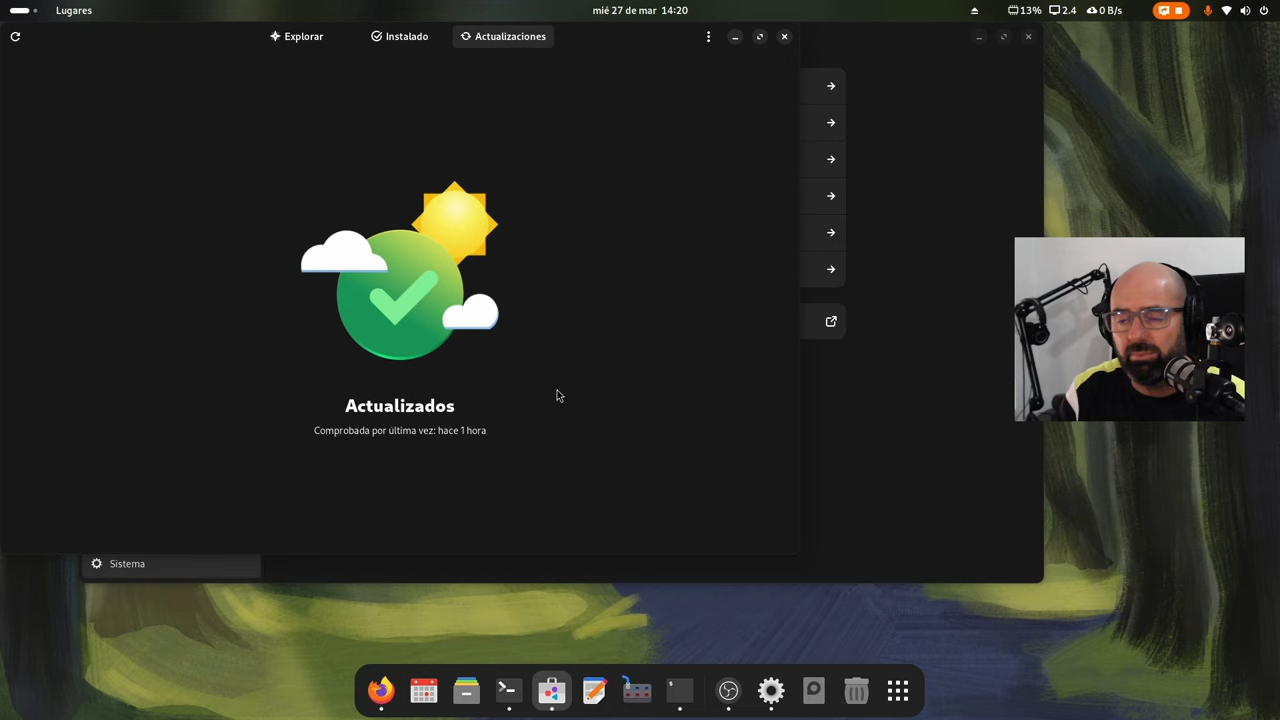 Lugares
mié 27 de mar 14:20
13% 2.4 0 B/s
Explorar
Instalado
Actualizaciones
Actualizados
Comprobada por última vez: hace 1 hora
Sistema